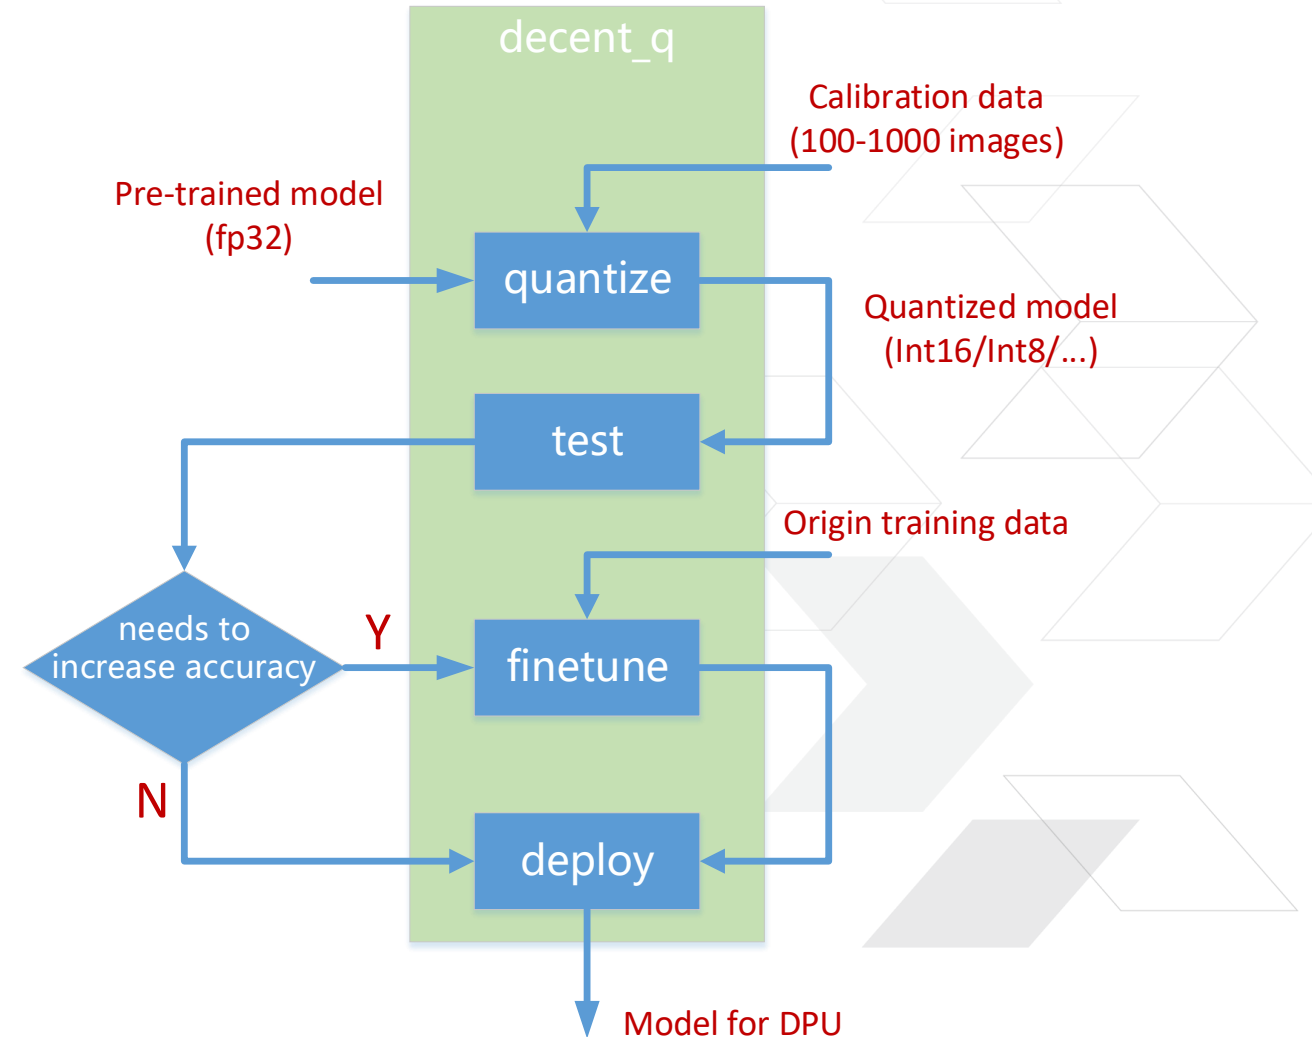 decent_q
Calibration data
(100-1000 images)
Pre-trained model
(fp32)
quantize
Quantized model
(Int16/Int8/...)
test
Origin training data
needs to
increase accuracy
Y
finetune
N
deploy
Model for DPU